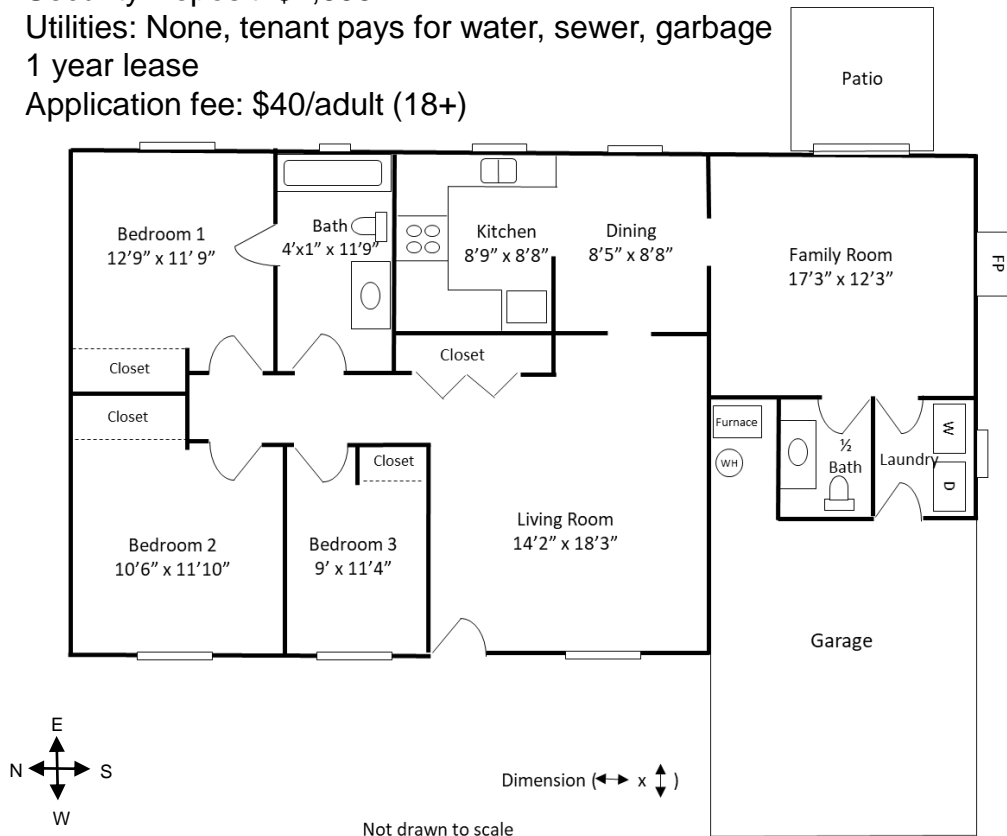 Security Deposit:
Utilities: None, tenant pays for water, sewer, garbage
1 year lease
Application fee: $40/adult (18+)
Patio
Bedroom 1
12’9” x 11’ 9”
Bath
4’x1” x 11’9”
Kitchen
8’9” x 8’8”
Dining
8’5” x 8’8”
Family Room
17’3” x 12’3”
FP
Closet
Closet
Closet
Closet
Furnace
WH
½
Bath
Laundry
W
D
Bedroom 2
10’6” x 11’10”
Bedroom 3
9’ x 11’4”
Living Room
14’2” x 18’3”
Garage
E
N
S
W
Dimension ( x )
Not drawn to scale